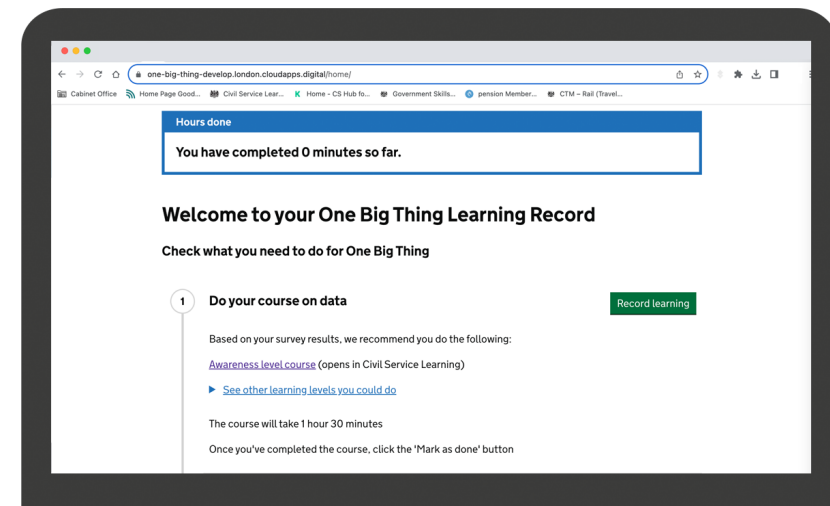 one-big-thing-develop.london.cloudapps.digital/home/
Cabinet Office Home Page Good... Civil Service Lear... K Home - CS Hub fo... Government Skills... pension Member... CTM – Rail (Travel...
Hours done
You have completed 0 minutes so far.
Welcome to your One Big Thing Learning Record
Check what you need to do for One Big Thing
1 Do your course on data
Record learning
Based on your survey results, we recommend you do the following:
Awareness level course (opens in Civil Service Learning)
See other learning levels you could do
The course will take 1 hour 30 minutes
Once you've completed the course, click the 'Mark as done' button